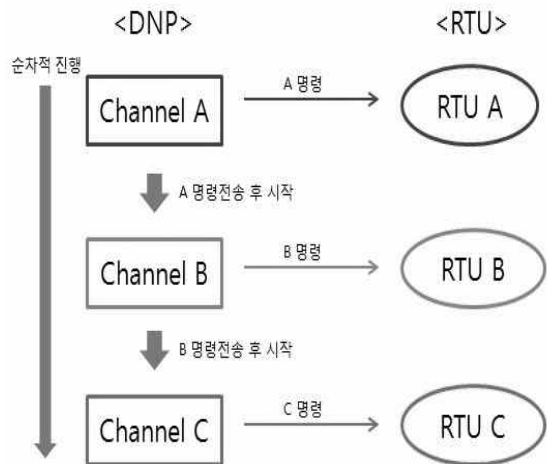 <DNP> <RTU>
순차적 진행
Channel A A 명령 RTU A
A 명령전송 후 시작
Channel B B 명령 RTU B
B 명령전송 후 시작
Channel C C 명령 RTU C